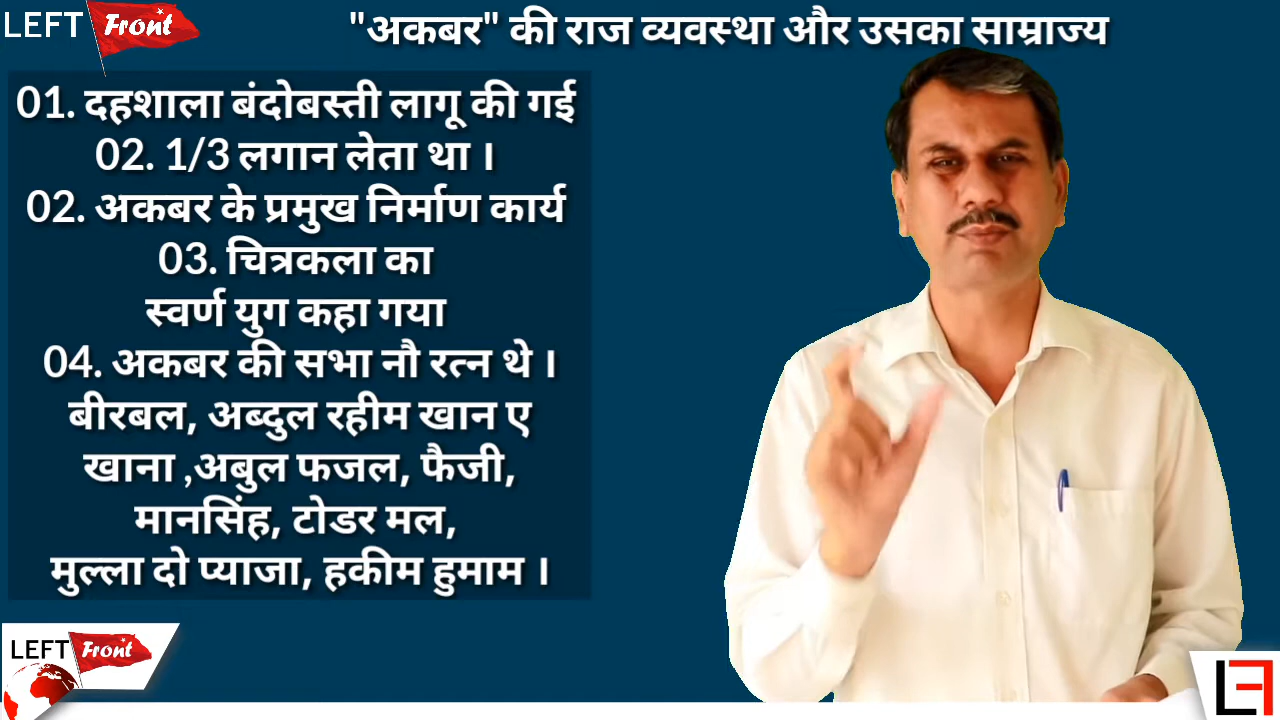 LEFT Front
"अकबर" की राज व्यवस्था और उसका साम्राज्य
01. दहशाला बंदोबस्ती लागू की गई
02. 1/3 लगान लेता था ।
02. अकबर के प्रमुख निर्माण कार्य
03. चित्रकला का
स्वर्ण युग कहा गया
04. अकबर की सभा नौ रत्न थे ।
बीरबल, अब्दुल रहीम खान ए
खाना ,अबुल फजल, फैजी,
मानसिंह, टोडर मल,
मुल्ला दो प्याजा, हकीम हुमाम ।
LEFT Front
LF